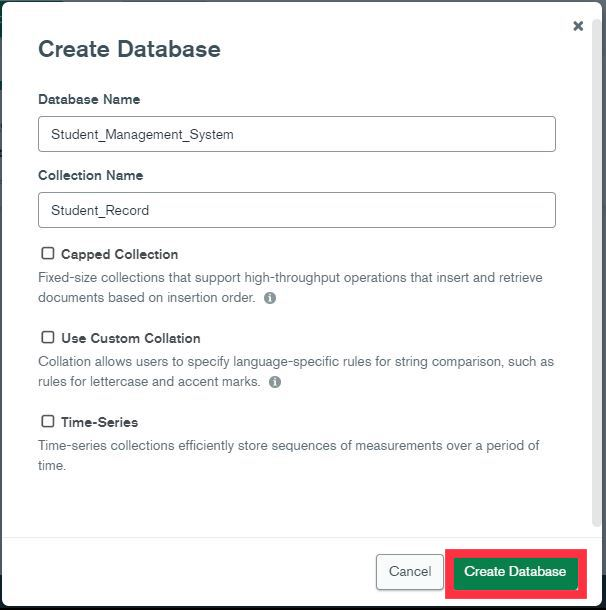 Create Database
Database Name
Student_Management_System
Collection Name
Student_Record
Capped Collection
Fixed-size collections that support high-throughput operations that insert and retrieve
documents based on insertion order.
Use Custom Collation
Collation allows users to specify language-specific rules for string comparison, such as
rules for lettercase and accent marks.
Time-Series
Time-series collections efficiently store sequences of measurements over a period of
time.
Cancel Create Database